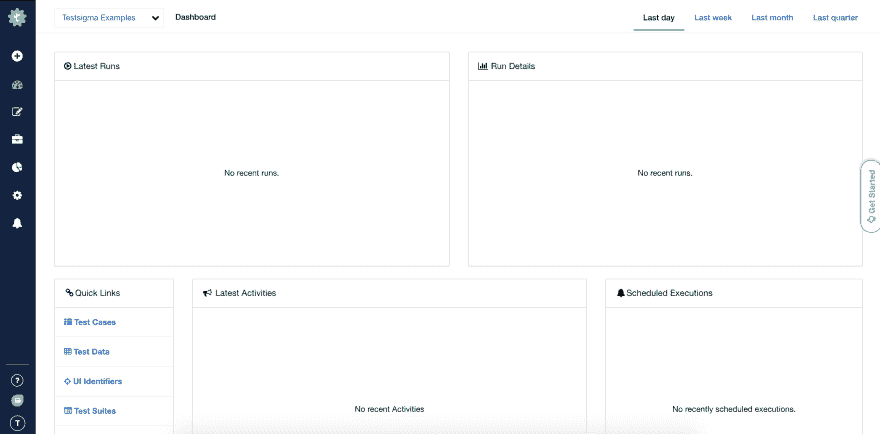 Testsigma Examples
Dashboard
Last day
Last week
Last month
Last quarter
Latest Runs
Run Details
No recent runs.
No recent runs.
Get Started
Quick Links
Latest Activities
Scheduled Executions
Test Cases
Test Data
UI Identifiers
Test Suites
No recent Activities
No recently scheduled executions.
?
T